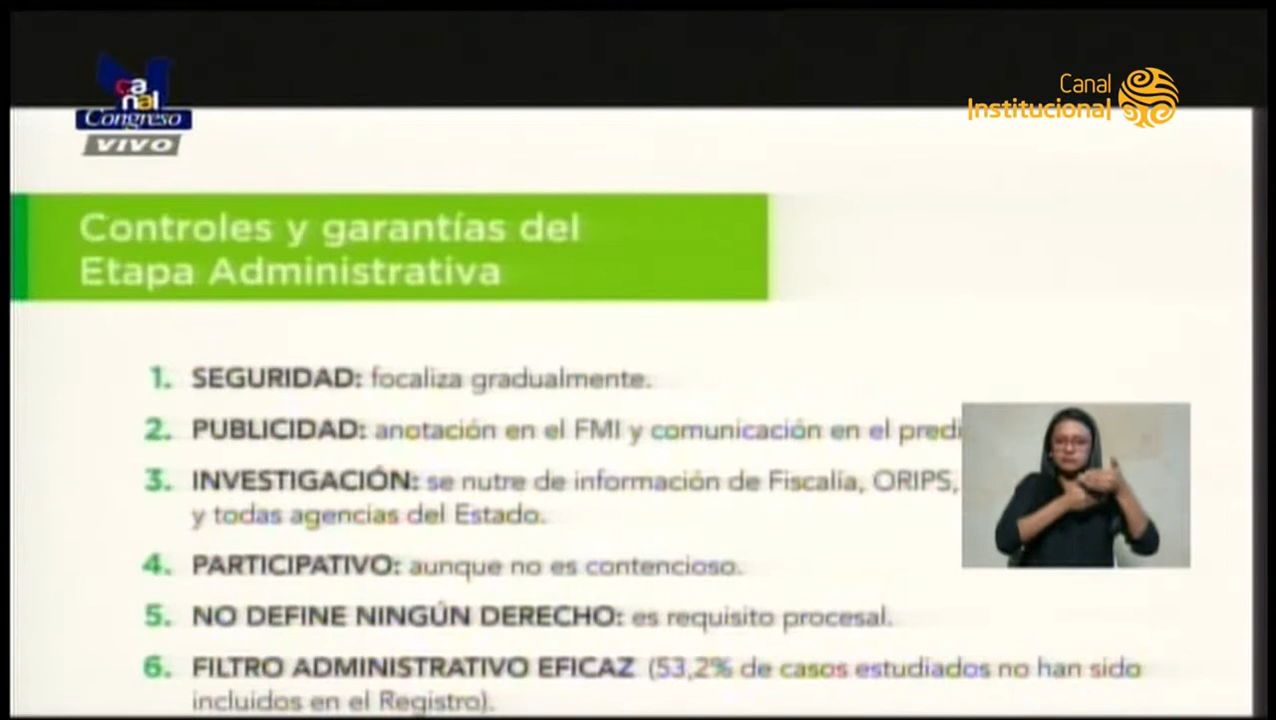 Canal
Congreso
VIVO
Canal
Institucional
Controles y garantías del
Etapa Administrativa
1. SEGURIDAD: focaliza gradualmente.
2. PUBLICIDAD: anotación en el FMI y comunicación en el predi
3. INVESTIGACIÓN: se nutre de información de Fiscalía, ORIPS,
y todas agencias del Estado.
4. PARTICIPATIVO: aunque no es contencioso.
5. NO DEFINE NINGÚN DERECHO: es requisito procesal.
6. FILTRO ADMINISTRATIVO EFICAZ (53,2% de casos estudiados no han sido
incluidos en el Registro).